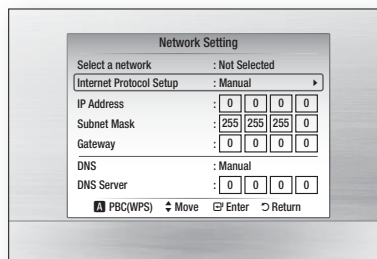 Network Setting
Select a network : Not Selected
Internet Protocol Setup : Manual
IP Address : 0 0 0 0
Subnet Mask : 255 255 255 0
Gateway : 0 0 0 0
DNS : Manual
DNS Server : 0 0 0 0
A PBC(WPS) Move Enter Return